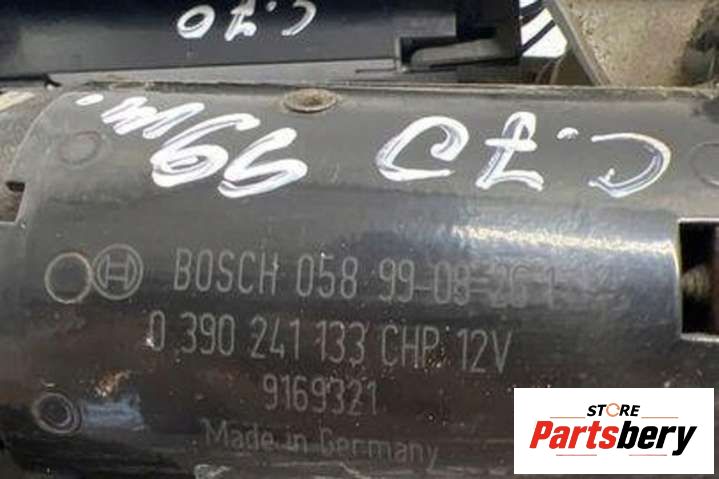 C.70
C.70 99
BOSCH 058 99-08-26 1
0 390 241 133 CHP 12V
9169321
Made in Germany
STORE
Partsbery